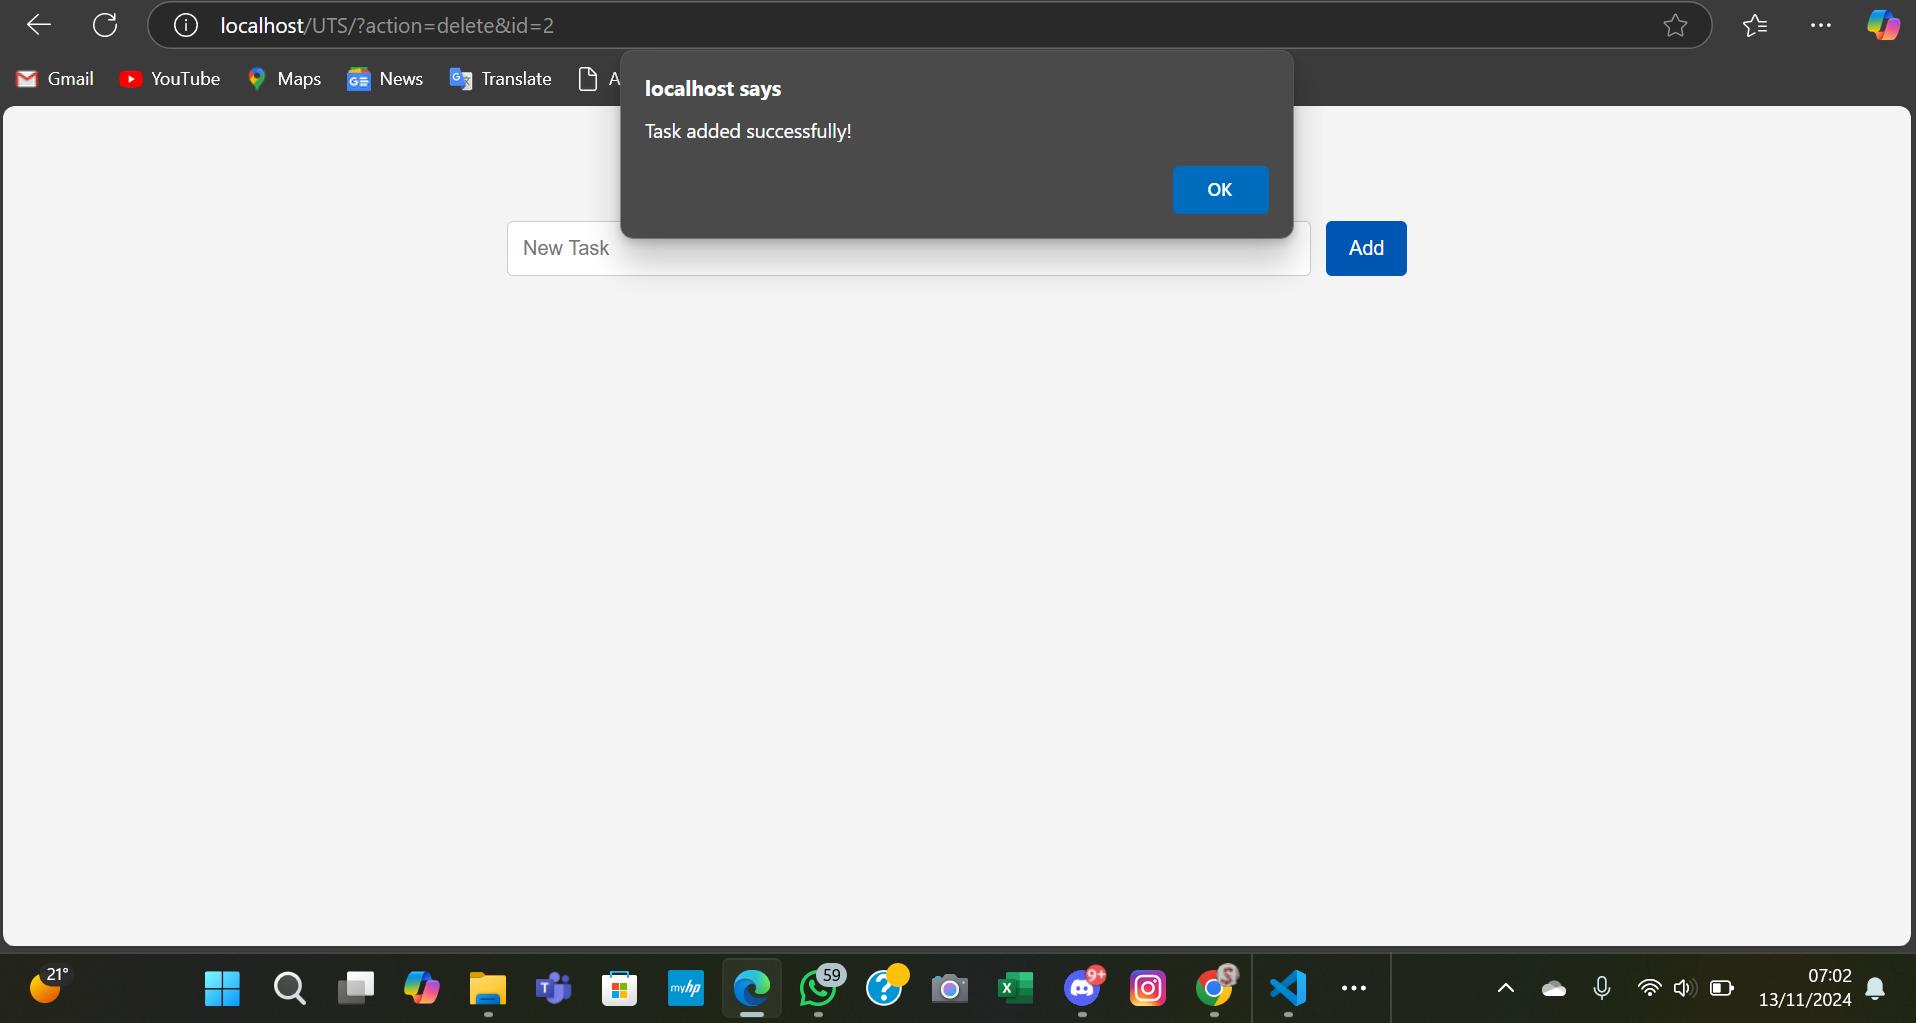 localhost/UTS/?action=delete&id=2
Gmail YouTube Maps News Translate A
localhost says
Task added successfully!
OK
New Task
Add
21°
myhp
59
9+
07:02
13/11/2024